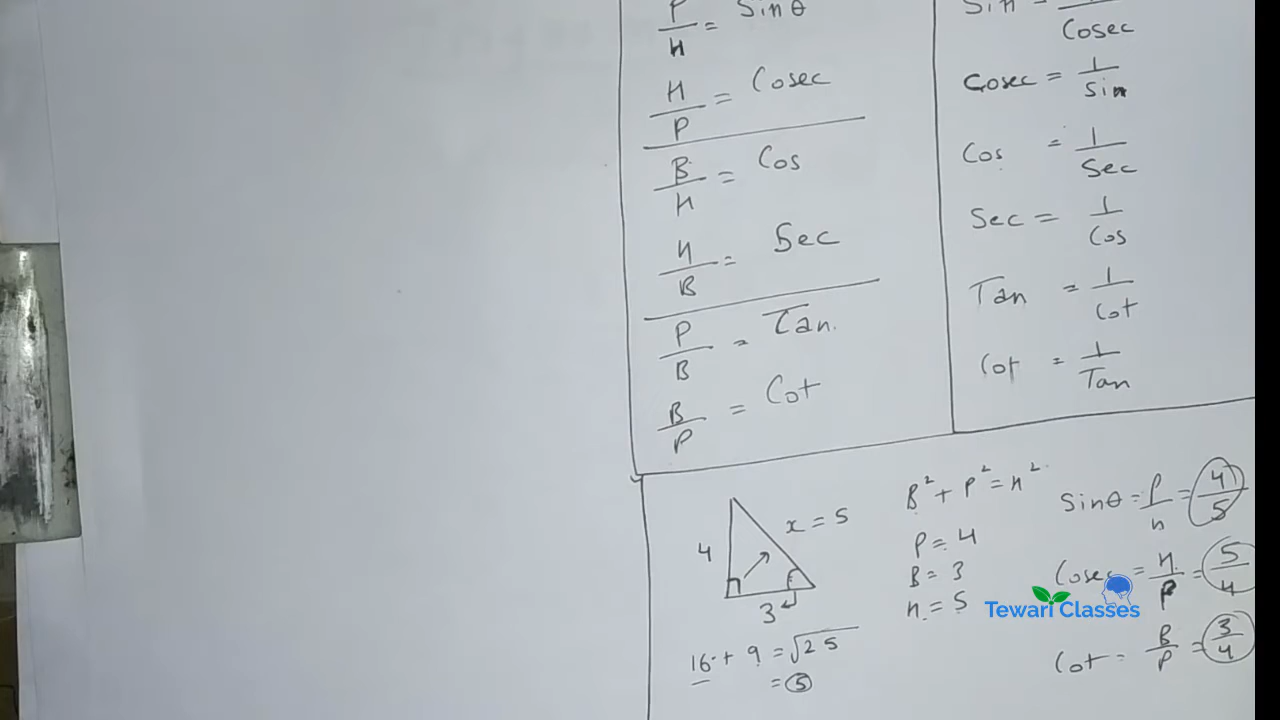 P/H = Sinθ
H/P = Cosec
B/H = Cos
H/B = Sec
P/B = Tan.
B/P = Cot
Cosec
Cosec = 1/Sin
Cos = 1/Sec
Sec = 1/Cos
Tan = 1/Cot
Cot = 1/Tan
4
x = 5
3
16 + 9 = √25
= 5
B² + P² = H²
P = 4
B = 3
H = 5
Sinθ = P/H = 4/5
Cosec = H/P = 5/4
Cot = B/P = 3/4
Tewari Classes